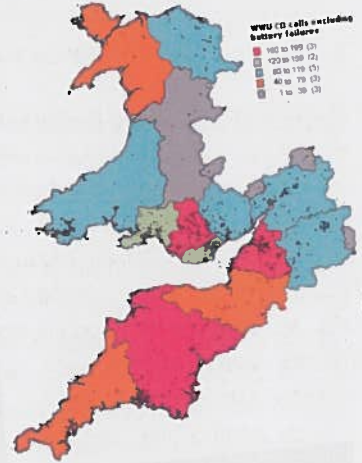 WWU CO calls excluding
battery failures
160 to 199 (3)
120 to 159 (2)
80 to 119 (5)
40 to 79 (3)
1 to 39 (3)